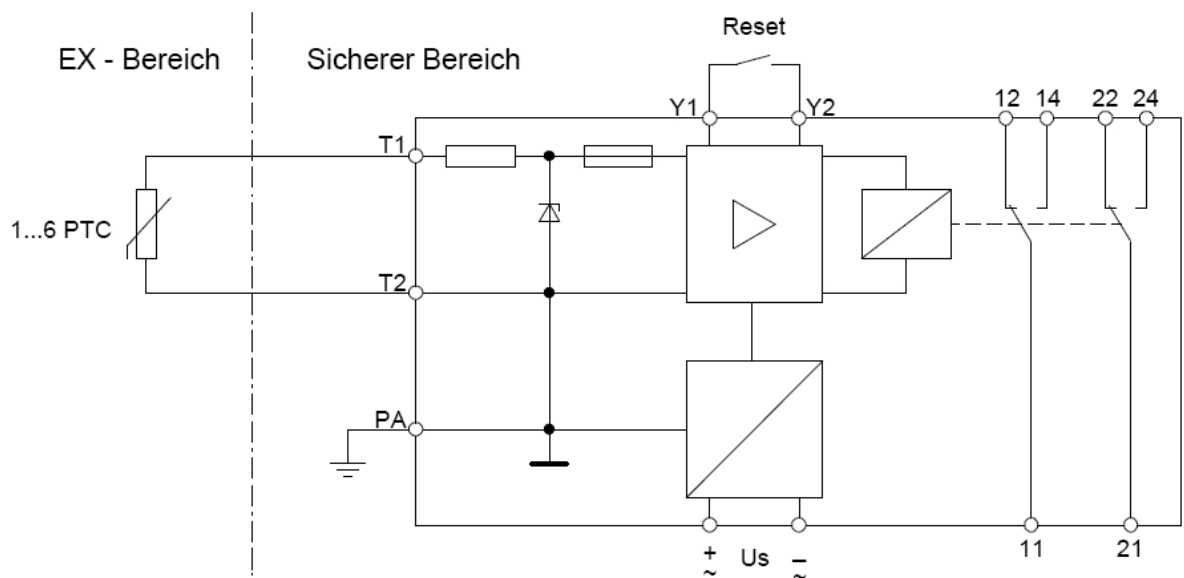 Reset
EX - Bereich
Sicherer Bereich
Y1
Y2
12
14
22
24
T1
1...6 PTC
T2
PA
+
~
Us
–
~
11
21